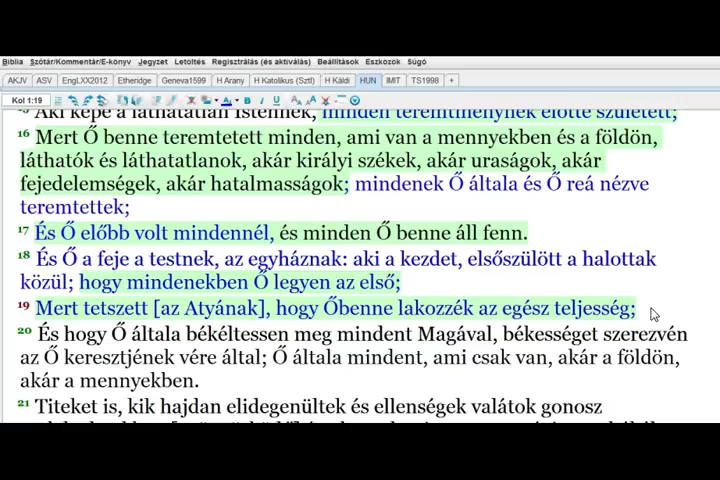 Biblia Szótár/Kommentár/E-könyv Jegyzet Letöltés Regisztrálás (és aktiválás) Beállítások Eszközök Súgó
AKJV ASV EngLXX2012 Etheridge Geneva1599 H Arany H Katolikus (Sztl) H Káldi HUN IMIT TS1998 +
Kol 1:19
Aki képe a láthatatlan Istennek, minden teremtménynek előtte született;
16 Mert Ő benne teremtetett minden, ami van a mennyekben és a földön,
láthatók és láthatatlanok, akár királyi székek, akár uraságok, akár
fejedelemségek, akár hatalmasságok; mindenek Ő általa és Ő reá nézve
teremtettek;
17 És Ő előbb volt mindennél, és minden Ő benne áll fenn.
18 És Ő a feje a testnek, az egyháznak: aki a kezdet, elsőszülött a halottak
közül; hogy mindenekben Ő legyen az első;
19 Mert tetszett [az Atyának], hogy Őbenne lakozzék az egész teljesség;
20 És hogy Ő általa békéltessen meg mindent Magával, békességet szerezvén
az Ő keresztjének vére által; Ő általa mindent, ami csak van, akár a földön,
akár a mennyekben.
21 Titeket is, kik hajdan elidegenültek és ellenségek valátok gonosz